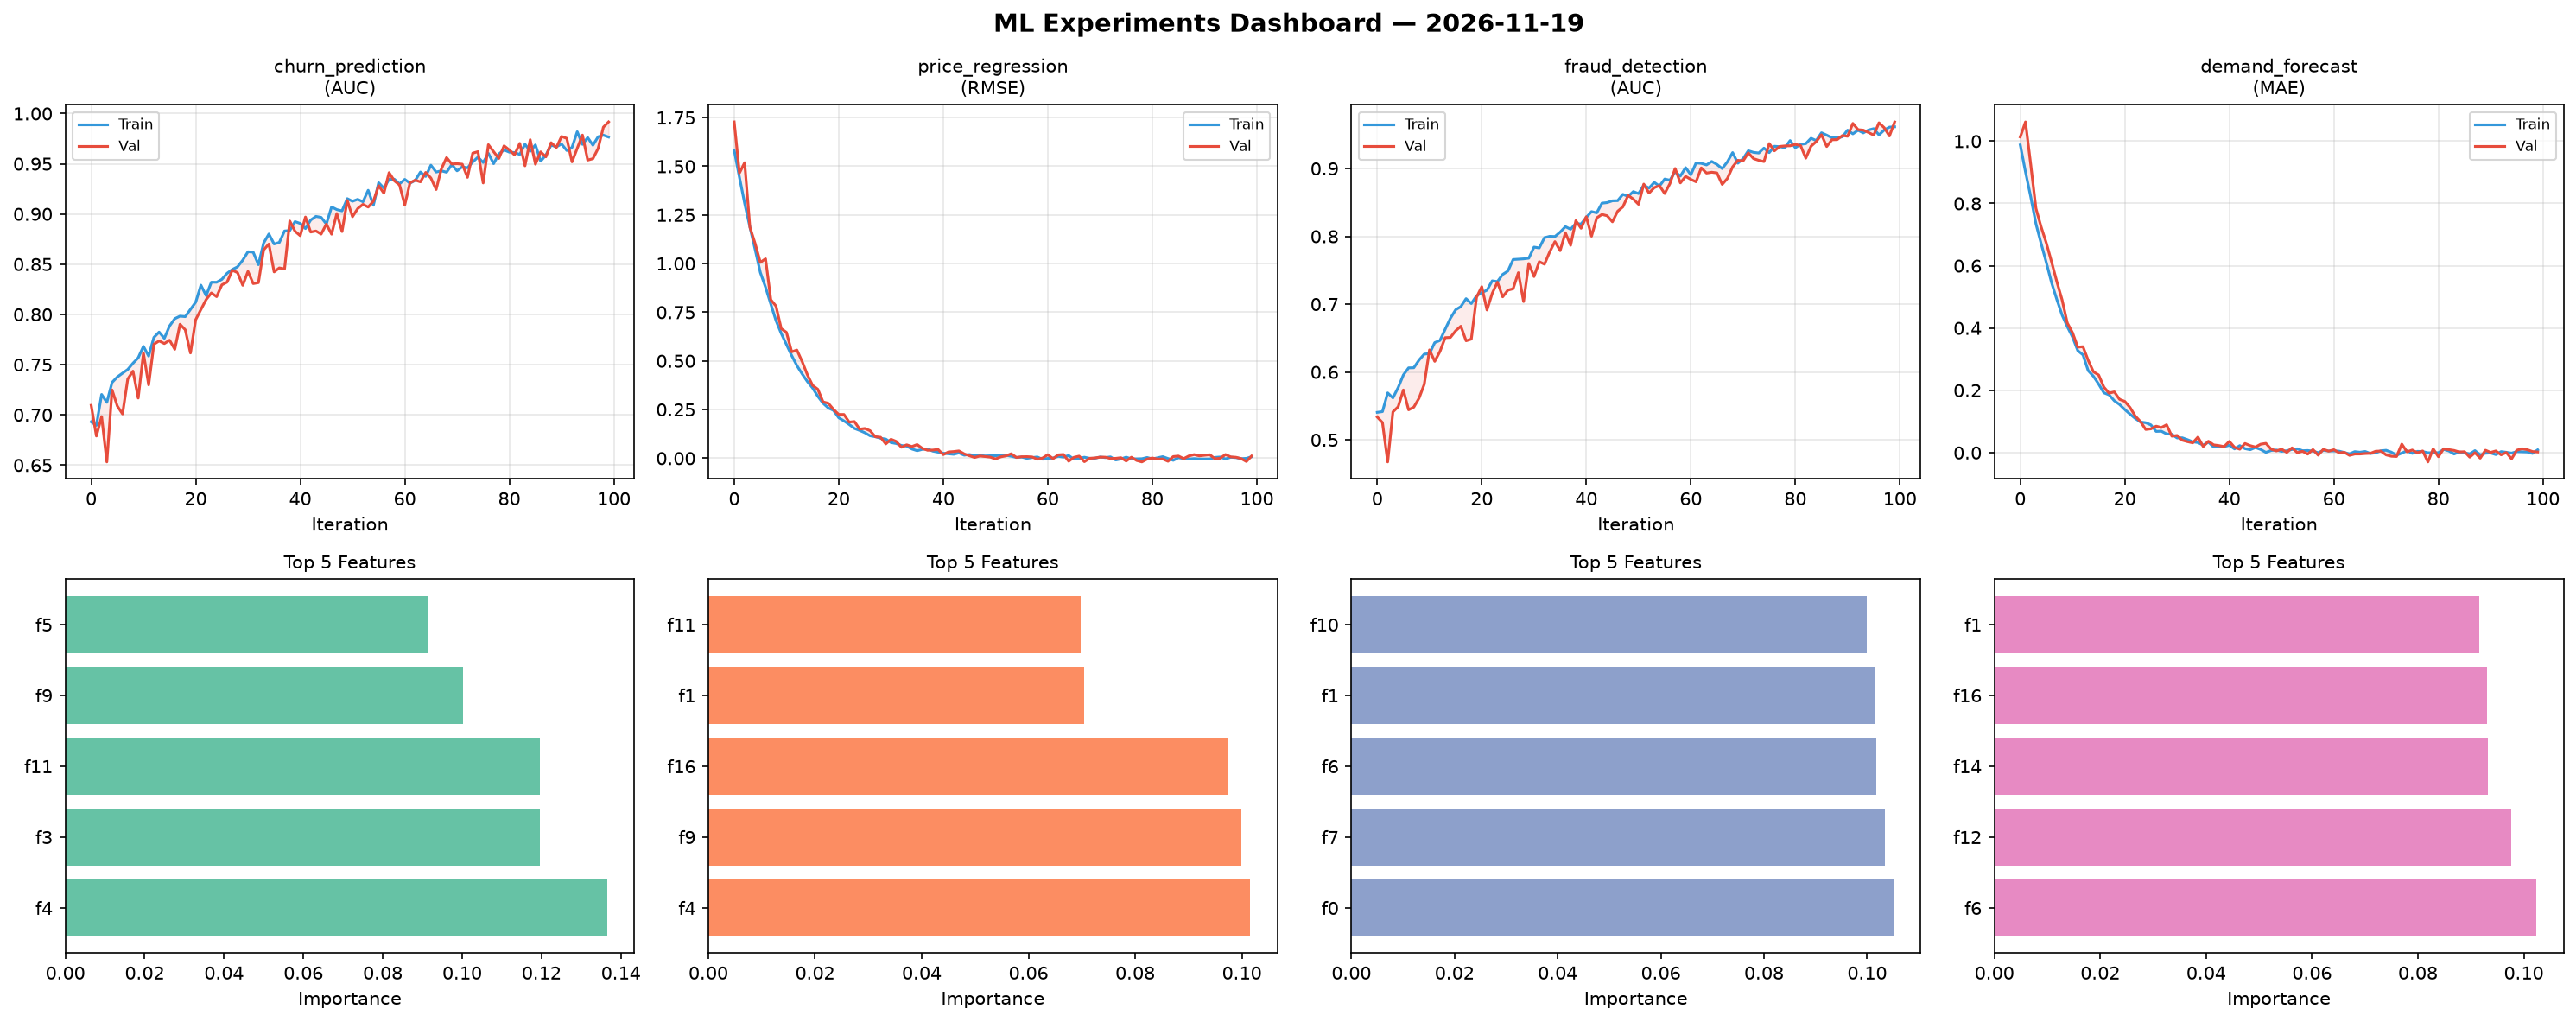 ML Experiments Dashboard — 2026-11-19
churn_prediction
(AUC)
1.00
0.95
0.90
0.85
0.80
0.75
0.70
0.65
Train
Val
0 20 40 60 80 100
Iteration
price_regression
(RMSE)
1.75
1.50
1.25
1.00
0.75
0.50
0.25
0.00
Train
Val
0 20 40 60 80 100
Iteration
fraud_detection
(AUC)
0.9
0.8
0.7
0.6
0.5
Train
Val
0 20 40 60 80 100
Iteration
demand_forecast
(MAE)
1.0
0.8
0.6
0.4
0.2
0.0
Train
Val
0 20 40 60 80 100
Iteration
Top 5 Features
f5
f9
f11
f3
f4
0.00 0.02 0.04 0.06 0.08 0.10 0.12 0.14
Importance
Top 5 Features
f11
f1
f16
f9
f4
0.00 0.02 0.04 0.06 0.08 0.10
Importance
Top 5 Features
f10
f1
f6
f7
f0
0.00 0.02 0.04 0.06 0.08 0.10
Importance
Top 5 Features
f1
f16
f14
f12
f6
0.00 0.02 0.04 0.06 0.08 0.10
Importance